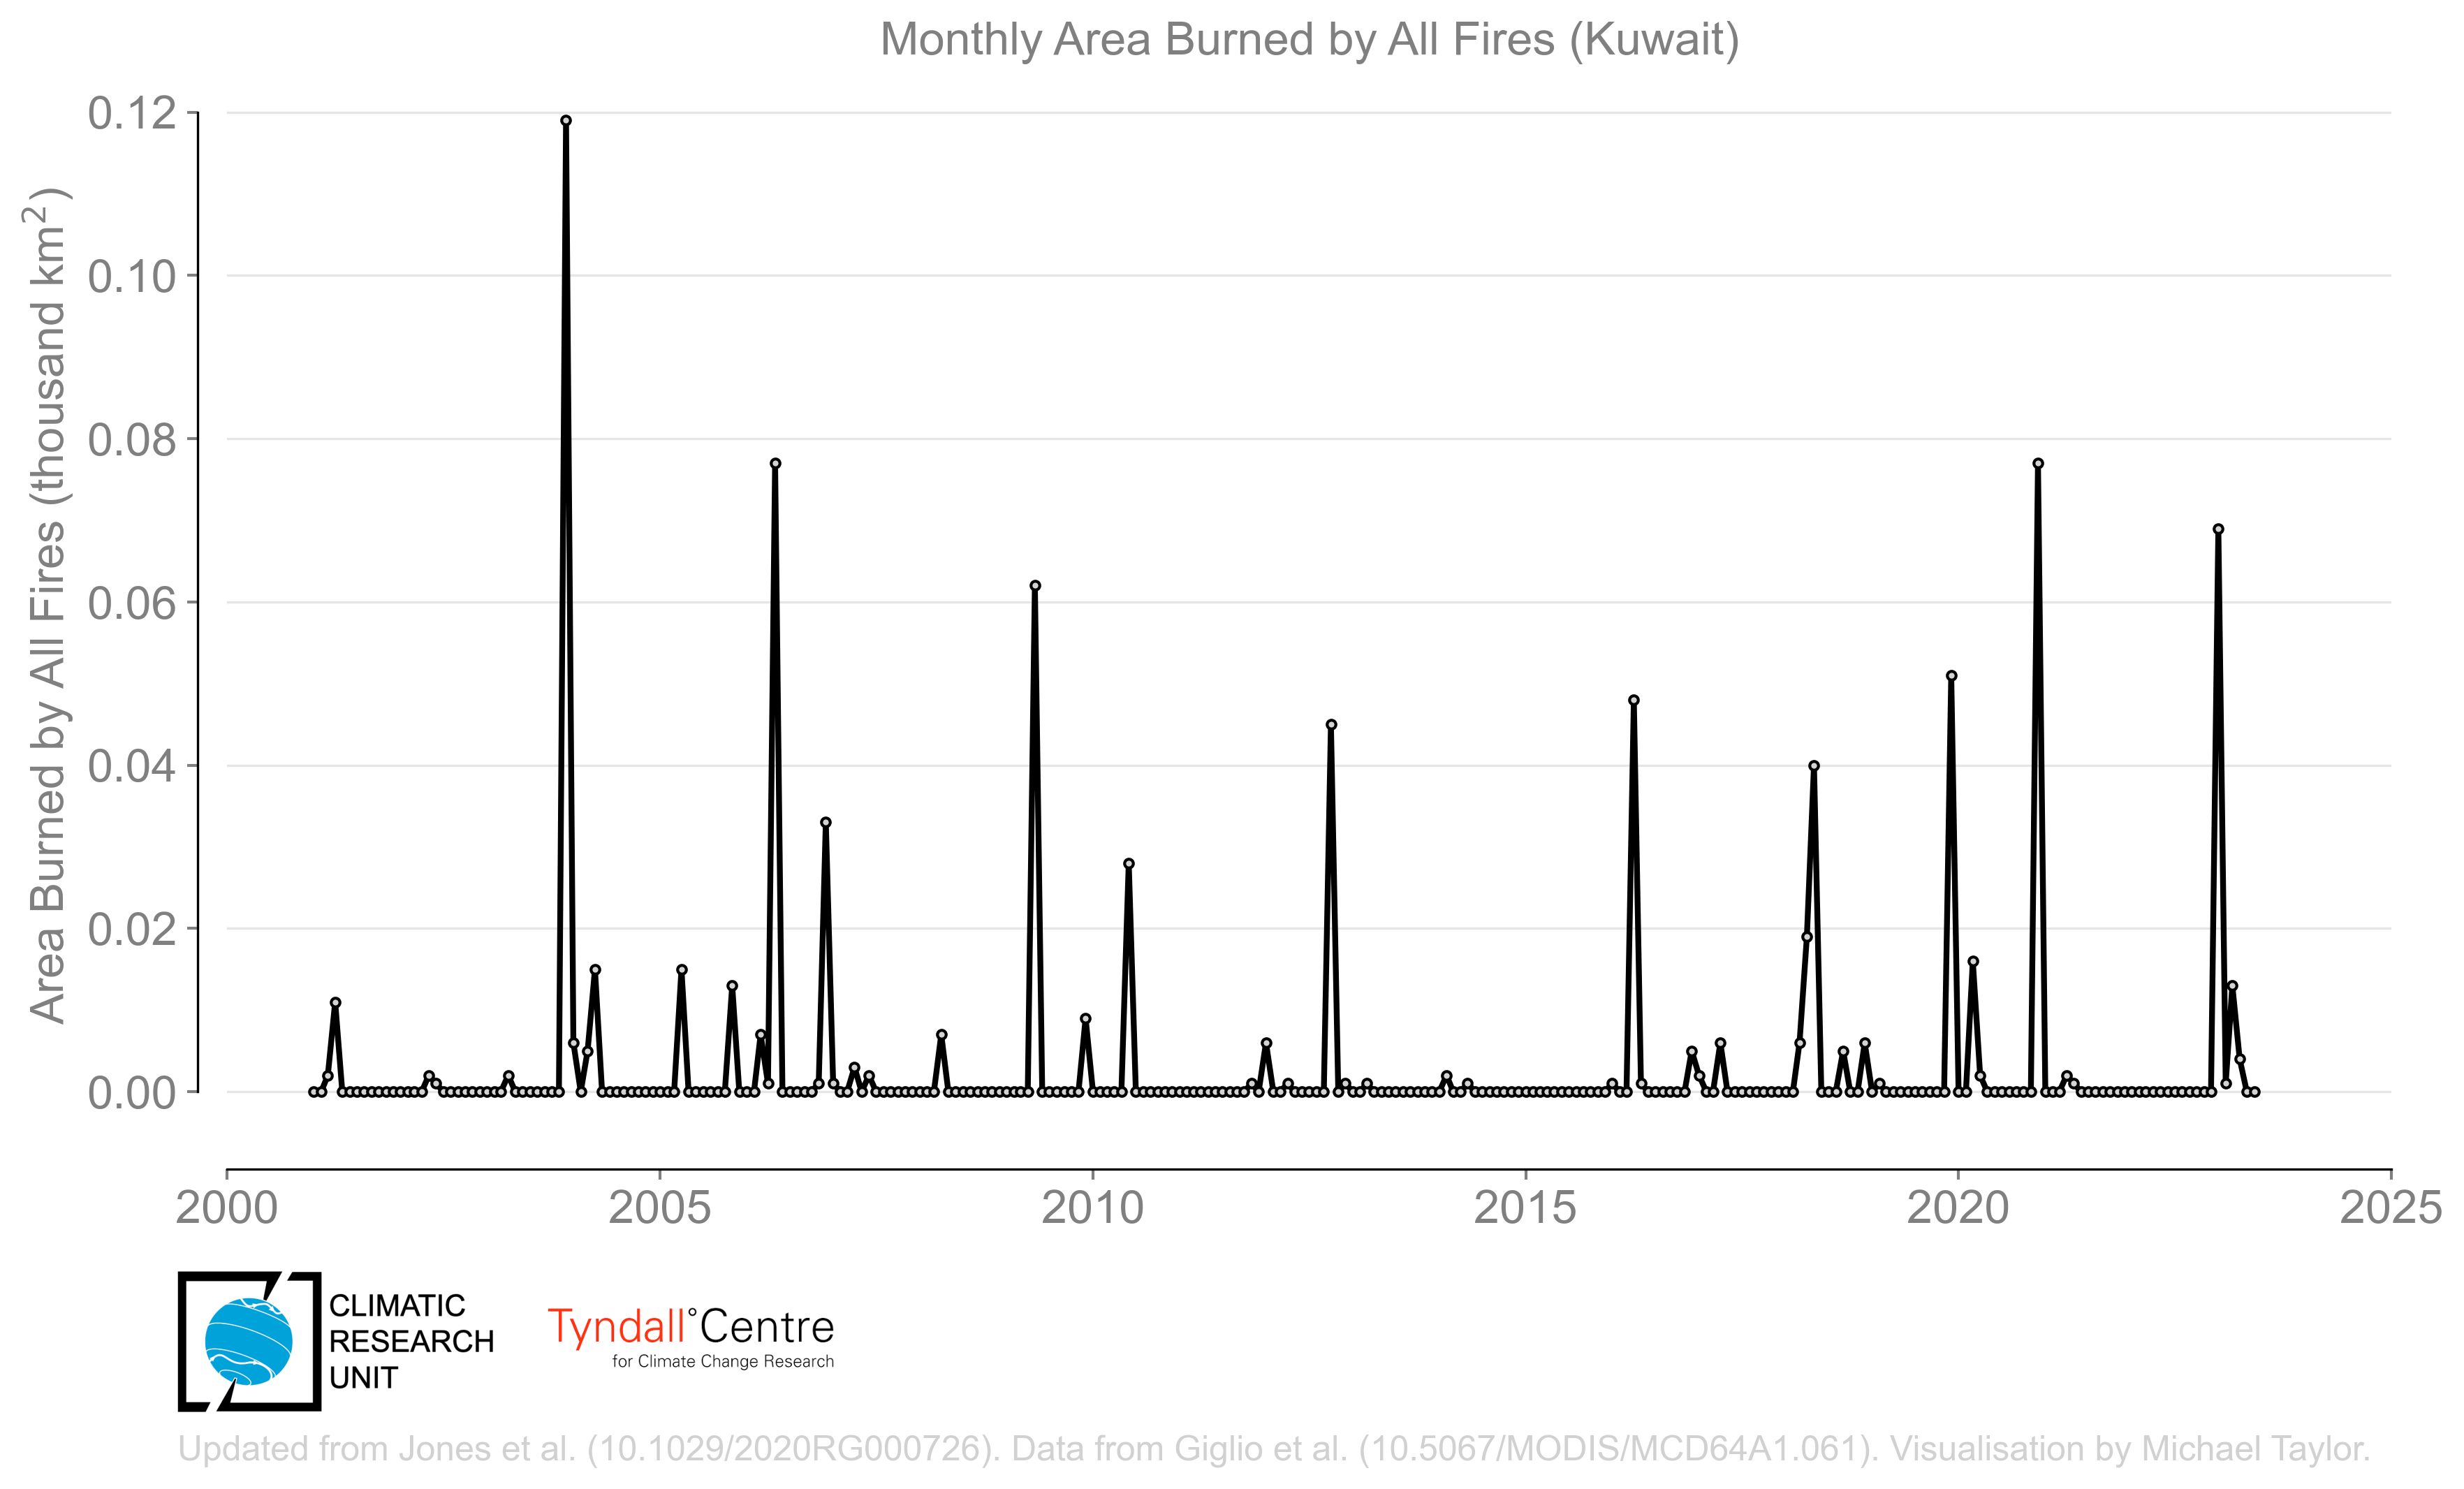 Monthly Area Burned by All Fires (Kuwait)
Area Burned by All Fires (thousand km²)
0.12
0.10
0.08
0.06
0.04
0.02
0.00
2000 2005 2010 2015 2020 2025
CLIMATIC
RESEARCH
UNIT
Tyndall°Centre
for Climate Change Research
Updated from Jones et al. (10.1029/2020RG000726). Data from Giglio et al. (10.5067/MODIS/MCD64A1.061). Visualisation by Michael Taylor.